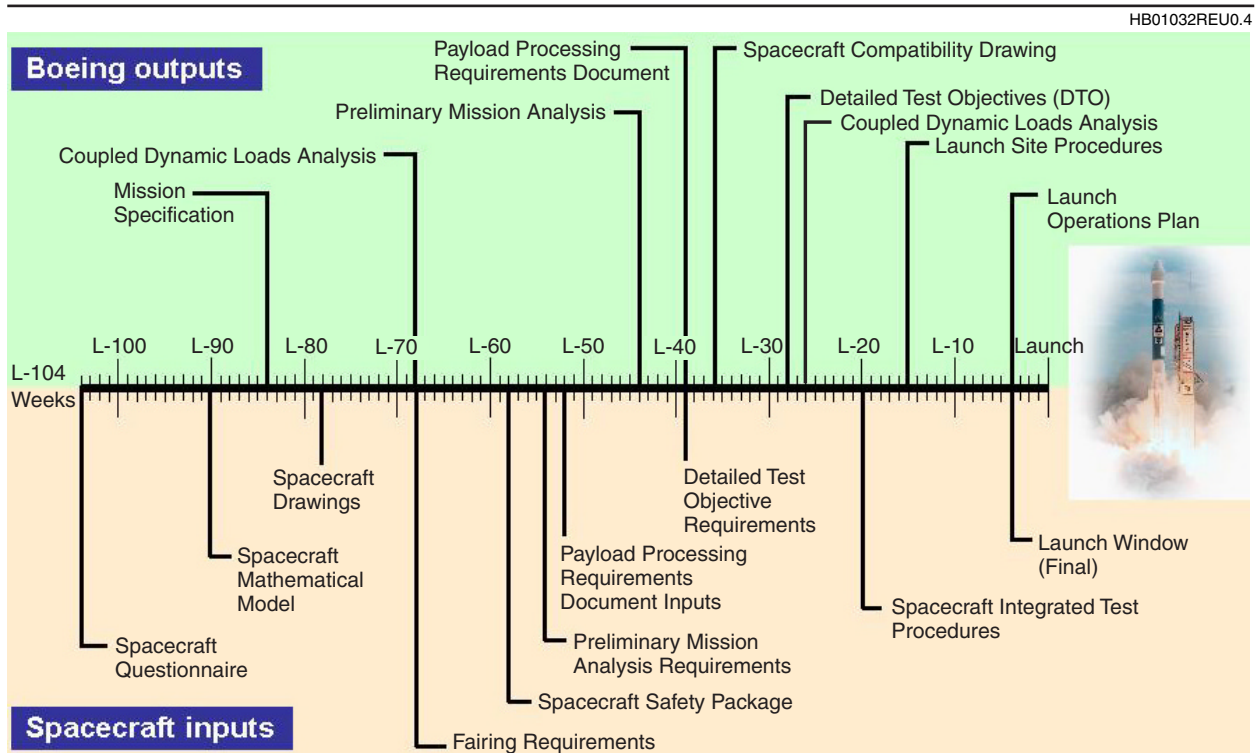 HB01032REU0.4
Boeing outputs
Payload Processing
Requirements Document
Spacecraft Compatibility Drawing
Preliminary Mission Analysis
Detailed Test Objectives (DTO)
Coupled Dynamic Loads Analysis
Launch Site Procedures
Coupled Dynamic Loads Analysis
Mission
Specification
Launch
Operations Plan
L-104
Weeks
L-100
L-90
L-80
L-70
L-60
L-50
L-40
L-30
L-20
L-10
Launch
Spacecraft
Drawings
Detailed Test
Objective
Requirements
Spacecraft
Mathematical
Model
Payload Processing
Requirements
Document Inputs
Launch Window
(Final)
Spacecraft Integrated Test
Procedures
Spacecraft
Questionnaire
Preliminary Mission
Analysis Requirements
Spacecraft Safety Package
Fairing Requirements
Spacecraft inputs